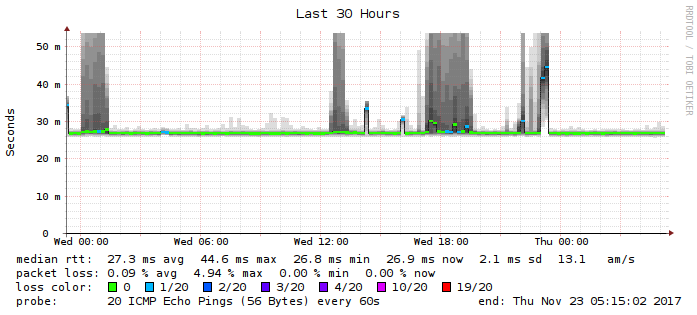 Last 30 Hours
RRDTOOL / TOBI OETIKER
Seconds
50 m
40 m
30 m
20 m
10 m
0
Wed 00:00 Wed 06:00 Wed 12:00 Wed 18:00 Thu 00:00
median rtt: 27.3 ms avg 44.6 ms max 26.8 ms min 26.9 ms now 2.1 ms sd 13.1 am/s
packet loss: 0.09 % avg 4.94 % max 0.00 % min 0.00 % now
loss color: 0 1/20 2/20 3/20 4/20 10/20 19/20
probe: 20 ICMP Echo Pings (56 Bytes) every 60s end: Thu Nov 23 05:15:02 2017